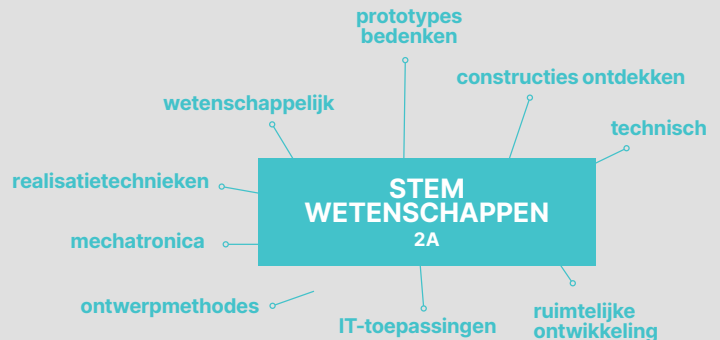 prototypes
bedenken
constructies ontdekken
wetenschappelijk
technisch
realisatietechnieken
STEM
WETENSCHAPPEN
2A
mechatronica
ontwerpmethodes
IT-toepassingen
ruimtelijke
ontwikkeling